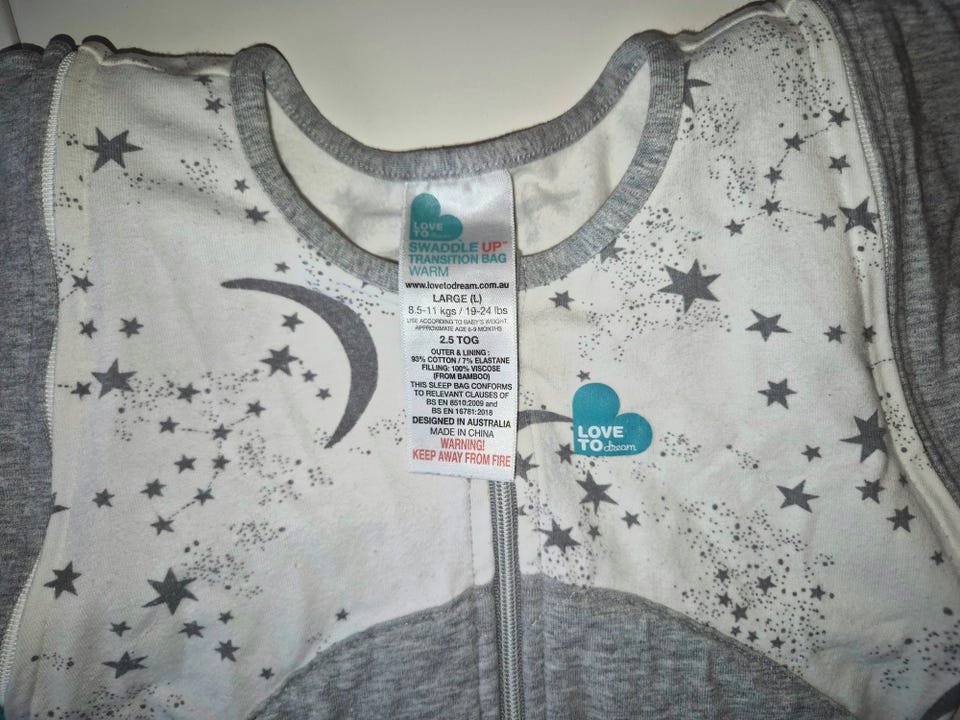 LOVE
TO dream
SWADDLE UP™
TRANSITION BAG
WARM
www.lovetodream.com.au
LARGE (L)
8.5-11 kgs / 19-24 lbs
USE ACCORDING TO BABY'S WEIGHT.
APPROXIMATE AGE 6-9 MONTHS
2.5 TOG
OUTER & LINING :
93% COTTON / 7% ELASTANE
FILLING: 100% VISCOSE
(FROM BAMBOO)
THIS SLEEP BAG CONFORMS
TO RELEVANT CLAUSES OF
BS EN 8510:2009 and
BS EN 16781:2018
DESIGNED IN AUSTRALIA
MADE IN CHINA
WARNING!
KEEP AWAY FROM FIRE
LOVE
TO dream